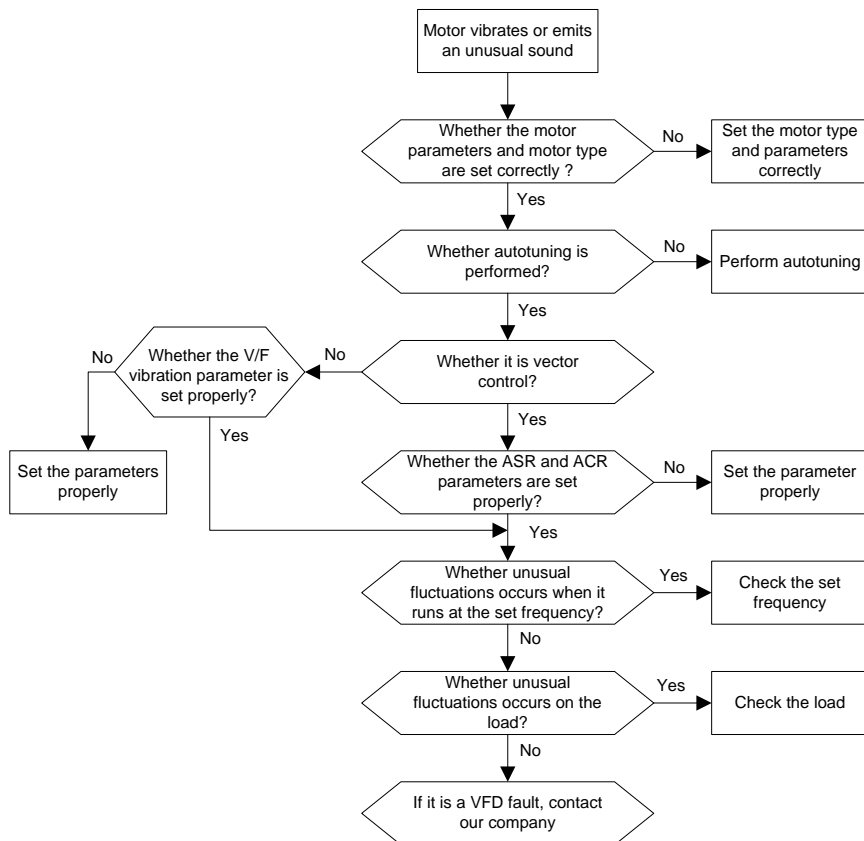 Motor vibrates or emits
an unusual sound
Whether the motor
parameters and motor type
are set correctly ?
No
Set the motor type
and parameters
correctly
Yes
Whether autotuning is
performed?
No
Perform autotuning
Yes
Whether it is vector
control?
No
Whether the V/F
vibration parameter is
set properly?
No
Set the parameters
properly
Yes
Yes
Whether the ASR and ACR
parameters are set
properly?
No
Set the parameter
properly
Yes
Whether unusual
fluctuations occurs when it
runs at the set frequency?
Yes
Check the set
frequency
No
Whether unusual
fluctuations occurs on the
load?
Yes
Check the load
No
If it is a VFD fault, contact
our company